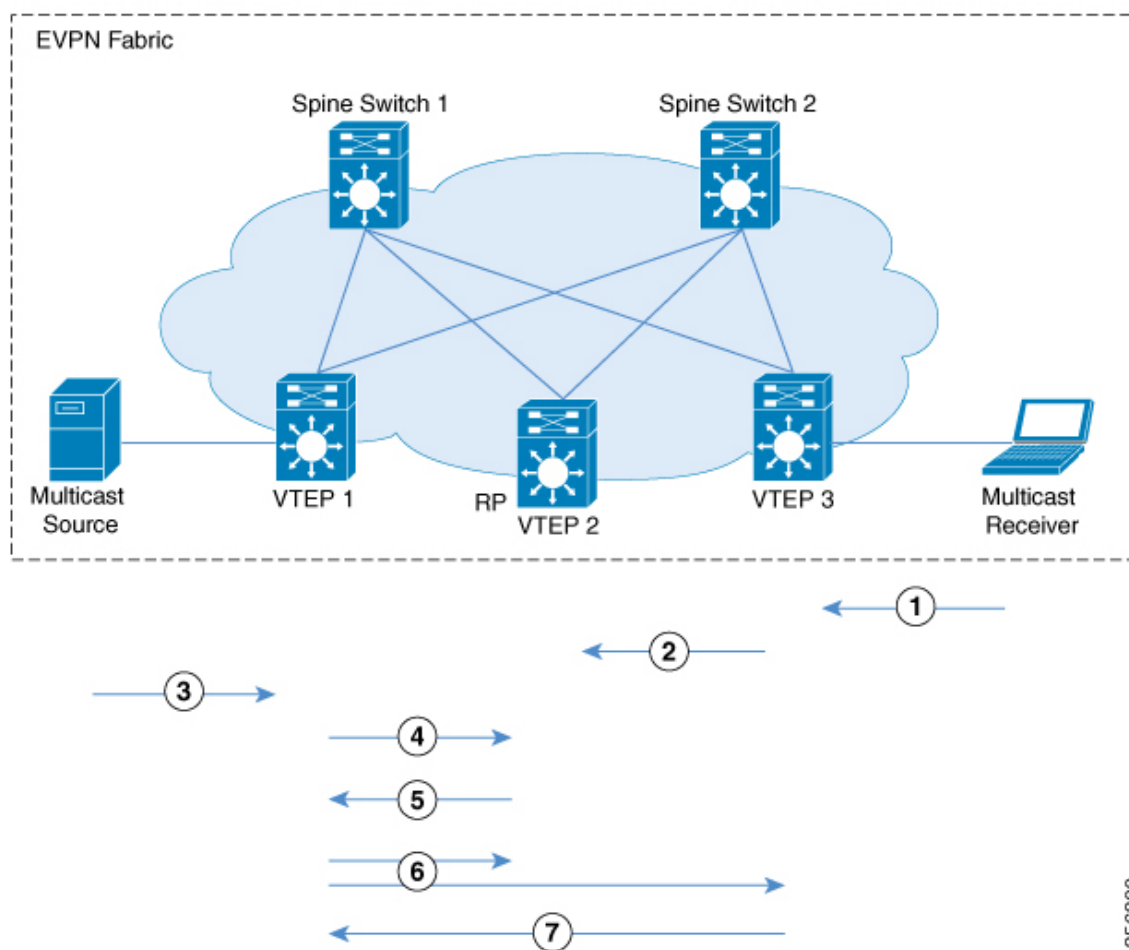 EVPN Fabric
Spine Switch 1
Spine Switch 2
Multicast
Source
VTEP 1
RP
VTEP 2
VTEP 3
Multicast
Receiver
1
2
3
4
5
6
7